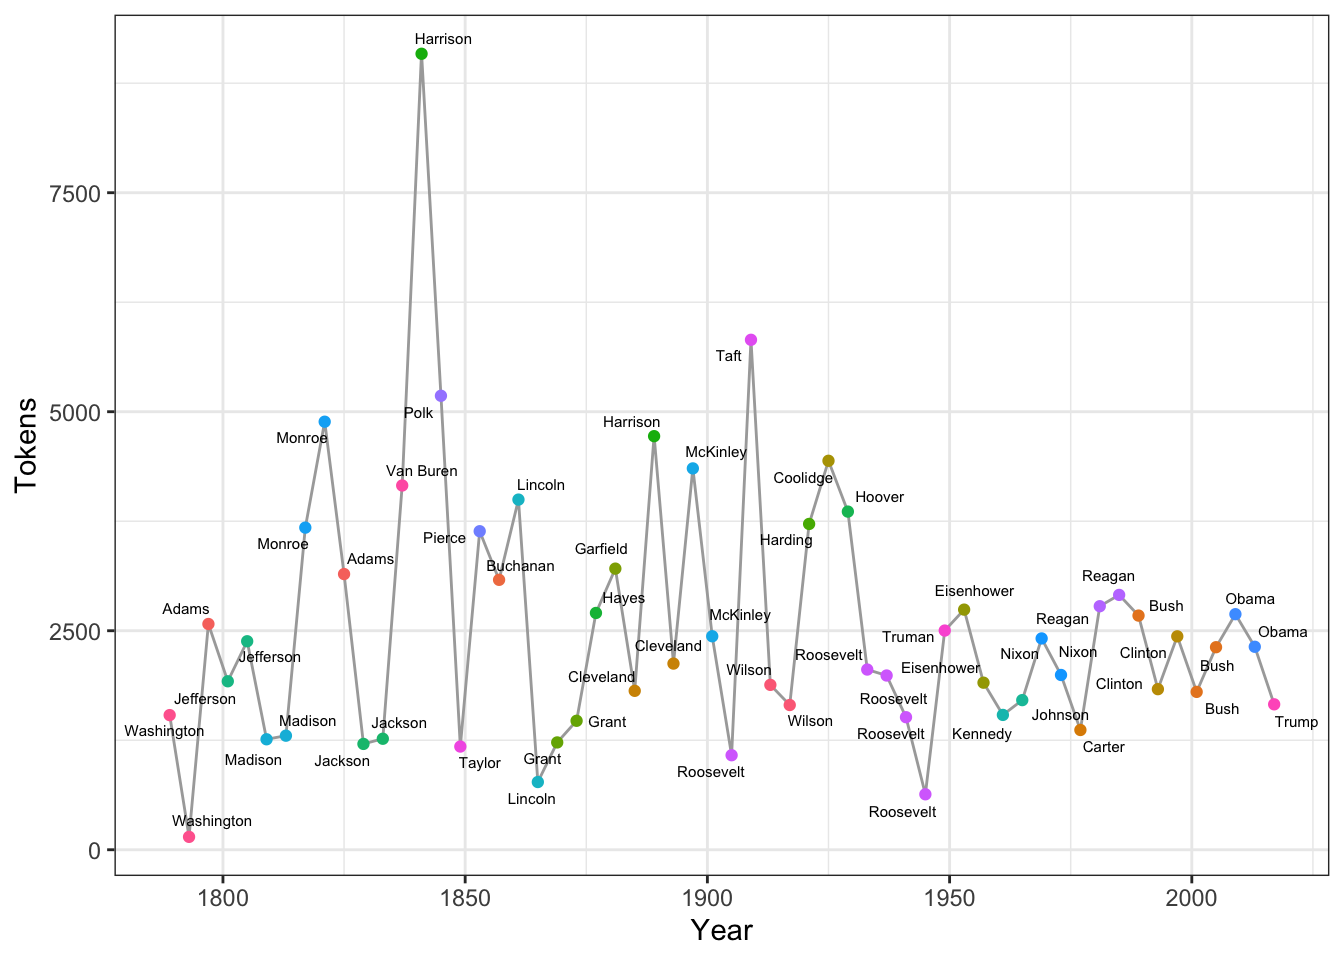 Harrison
7500
Taft
5000
Polk
Monroe
Harrison
McKinley
Van Buren
Coolidge
Lincoln
Hoover
Pierce
Harding
Monroe
Garfield
Adams
Buchanan
Reagan
Eisenhower
Hayes
Obama
Adams
Bush
McKinley
Reagan
2500
Truman
Obama
Cleveland
Clinton
Nixon
Nixon
Jefferson
Roosevelt
Bush
Wilson
Eisenhower
Cleveland
Clinton
Jefferson
Roosevelt
Bush
Johnson
Madison
Jackson
Grant
Wilson
Trump
Washington
Roosevelt
Kennedy
Carter
Madison
Jackson
Taylor
Grant
Roosevelt
Lincoln
Roosevelt
Washington
0
1800
1850
1900
1950
2000
Year
Tokens